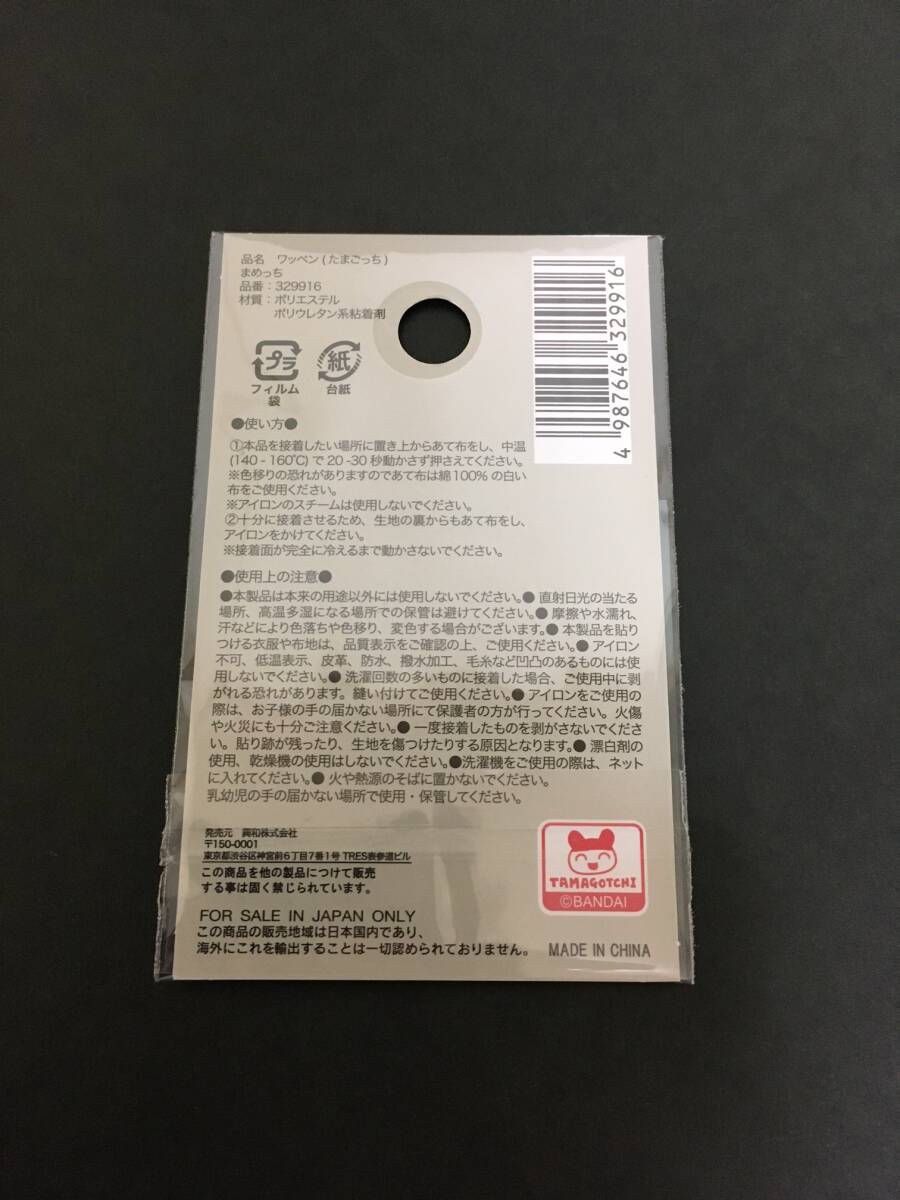 品名　ワッペン（たまごっち）
まめっち
品番：329916
材質：ポリエステル
ポリウレタン系粘着剤
4 987646 329916
プラ
フィルム
袋
紙
台紙
●使い方●
①本品を接着したい場所に置き上からあて布をし、中温
(140 - 160℃) で 20 -30 秒動かさず押さえてください。
※色移りの恐れがありますのであて布は綿100% の白い
布をご使用ください。
※アイロンのスチームは使用しないでください。
②十分に接着させるため、生地の裏からもあて布をし、
アイロンをかけてください。
※接着面が完全に冷えるまで動かさないでください。
●使用上の注意●
●本製品は本来の用途以外には使用しないでください。● 直射日光の当たる
場所、高温多湿になる場所での保管は避けてください。● 摩擦や水濡れ、
汗などにより色落ちや色移り、変色する場合がございます。● 本製品を貼り
つける衣服や布地は、品質表示をご確認の上、ご使用ください。● アイロン
不可、低温表示、皮革、防水、撥水加工、毛糸など凹凸のあるものには使
用しないでください。● 洗濯回数の多いものに接着した場合、ご使用中に剥
がれる恐れがあります。縫い付けてご使用ください。● アイロンをご使用の
際は、お子様の手の届かない場所にて保護者の方が行ってください。火傷
や火災にも十分ご注意ください。● 一度接着したものを剥がさないでくださ
い。貼り跡が残ったり、生地を傷つけたりする原因となります。● 漂白剤の
使用、乾燥機の使用はしないでください。●洗濯機をご使用の際は、ネット
に入れてください。● 火や熱源のそばに置かないでください。
乳幼児の手の届かない場所で使用・保管してください。
発売元　興和株式会社
〒150-0001
東京都渋谷区神宮前6丁目7番1号 TRES表参道ビル
この商品を他の製品につけて販売
する事は固く禁じられています。
TAMAGOTCHI
©BANDAI
FOR SALE IN JAPAN ONLY
この商品の販売地域は日本国内であり、
海外にこれを輸出することは一切認められておりません。
MADE IN CHINA